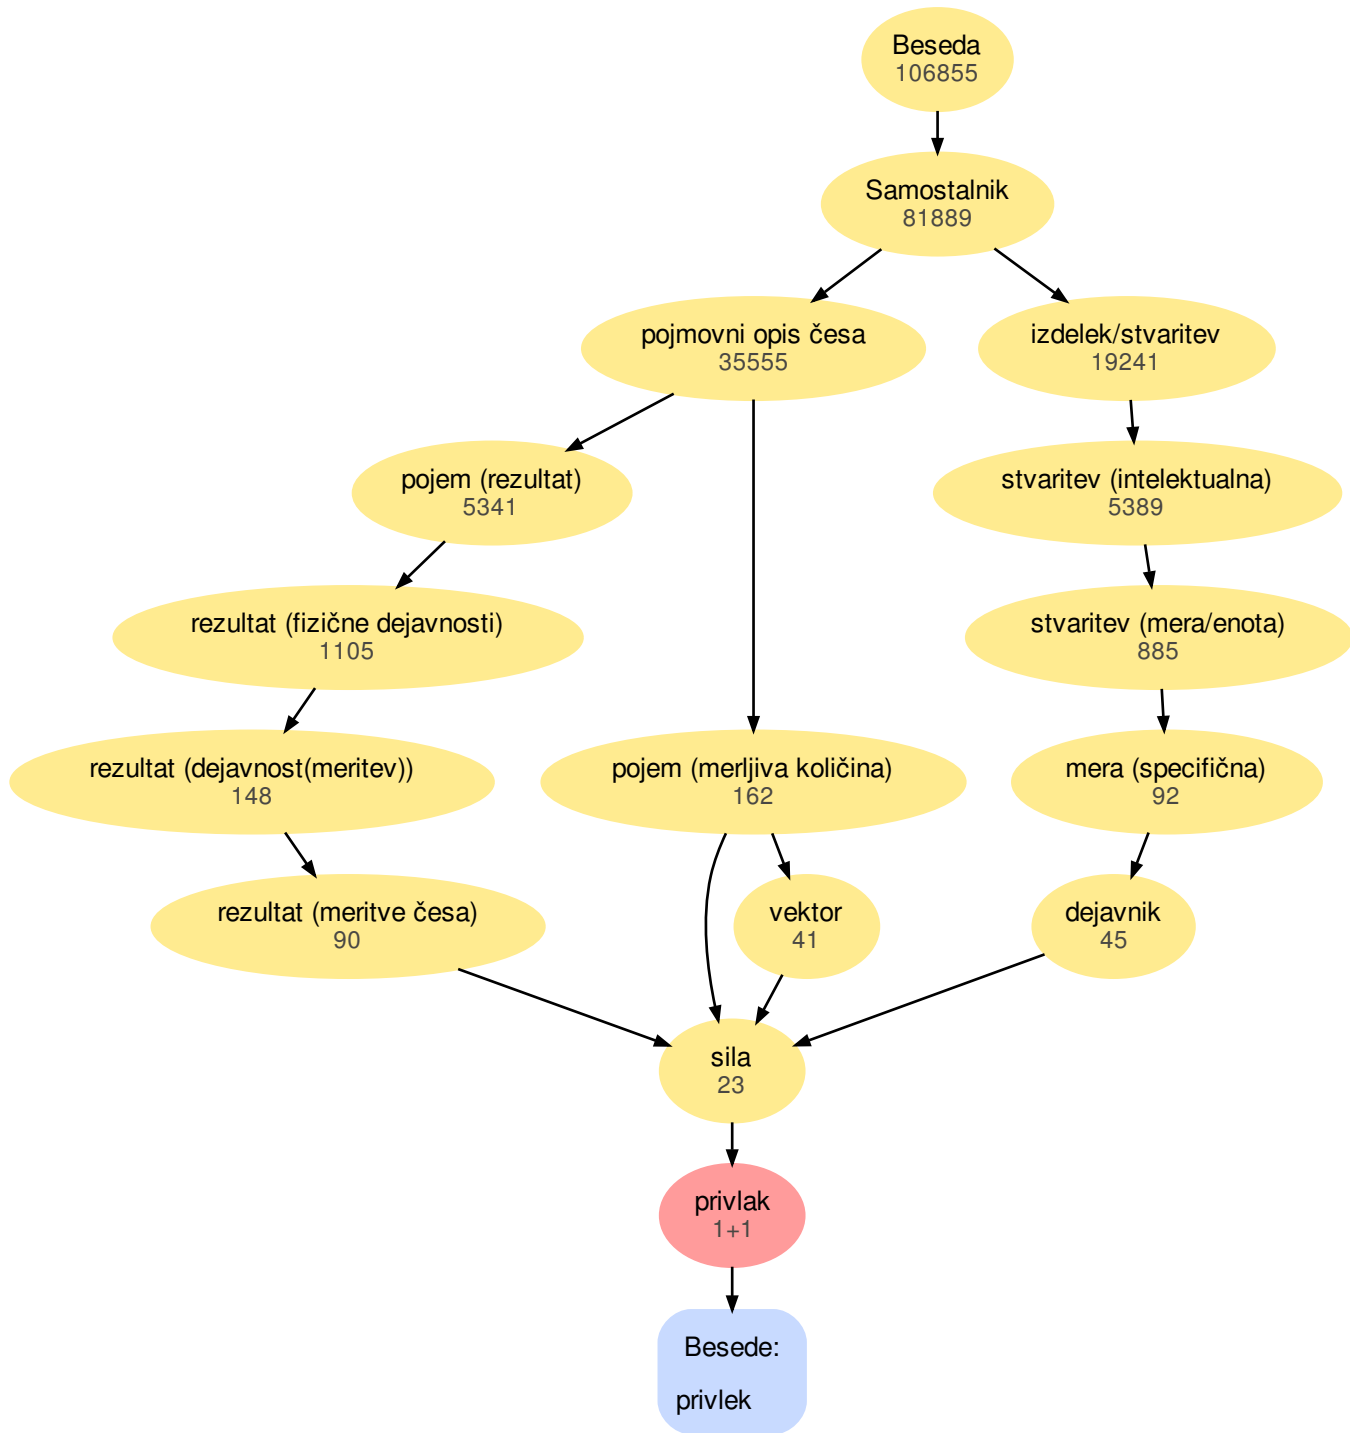 Beseda
106855
Samostalnik
81889
pojmovni opis česa
35555
izdelek/stvaritev
19241
pojem (rezultat)
5341
stvaritev (intelektualna)
5389
rezultat (fizične dejavnosti)
1105
stvaritev (mera/enota)
885
rezultat (dejavnost(meritev))
148
pojem (merljiva količina)
162
mera (specifična)
92
rezultat (meritve česa)
90
vektor
41
dejavnik
45
sila
23
privlak
1+1
Besede:
privlek